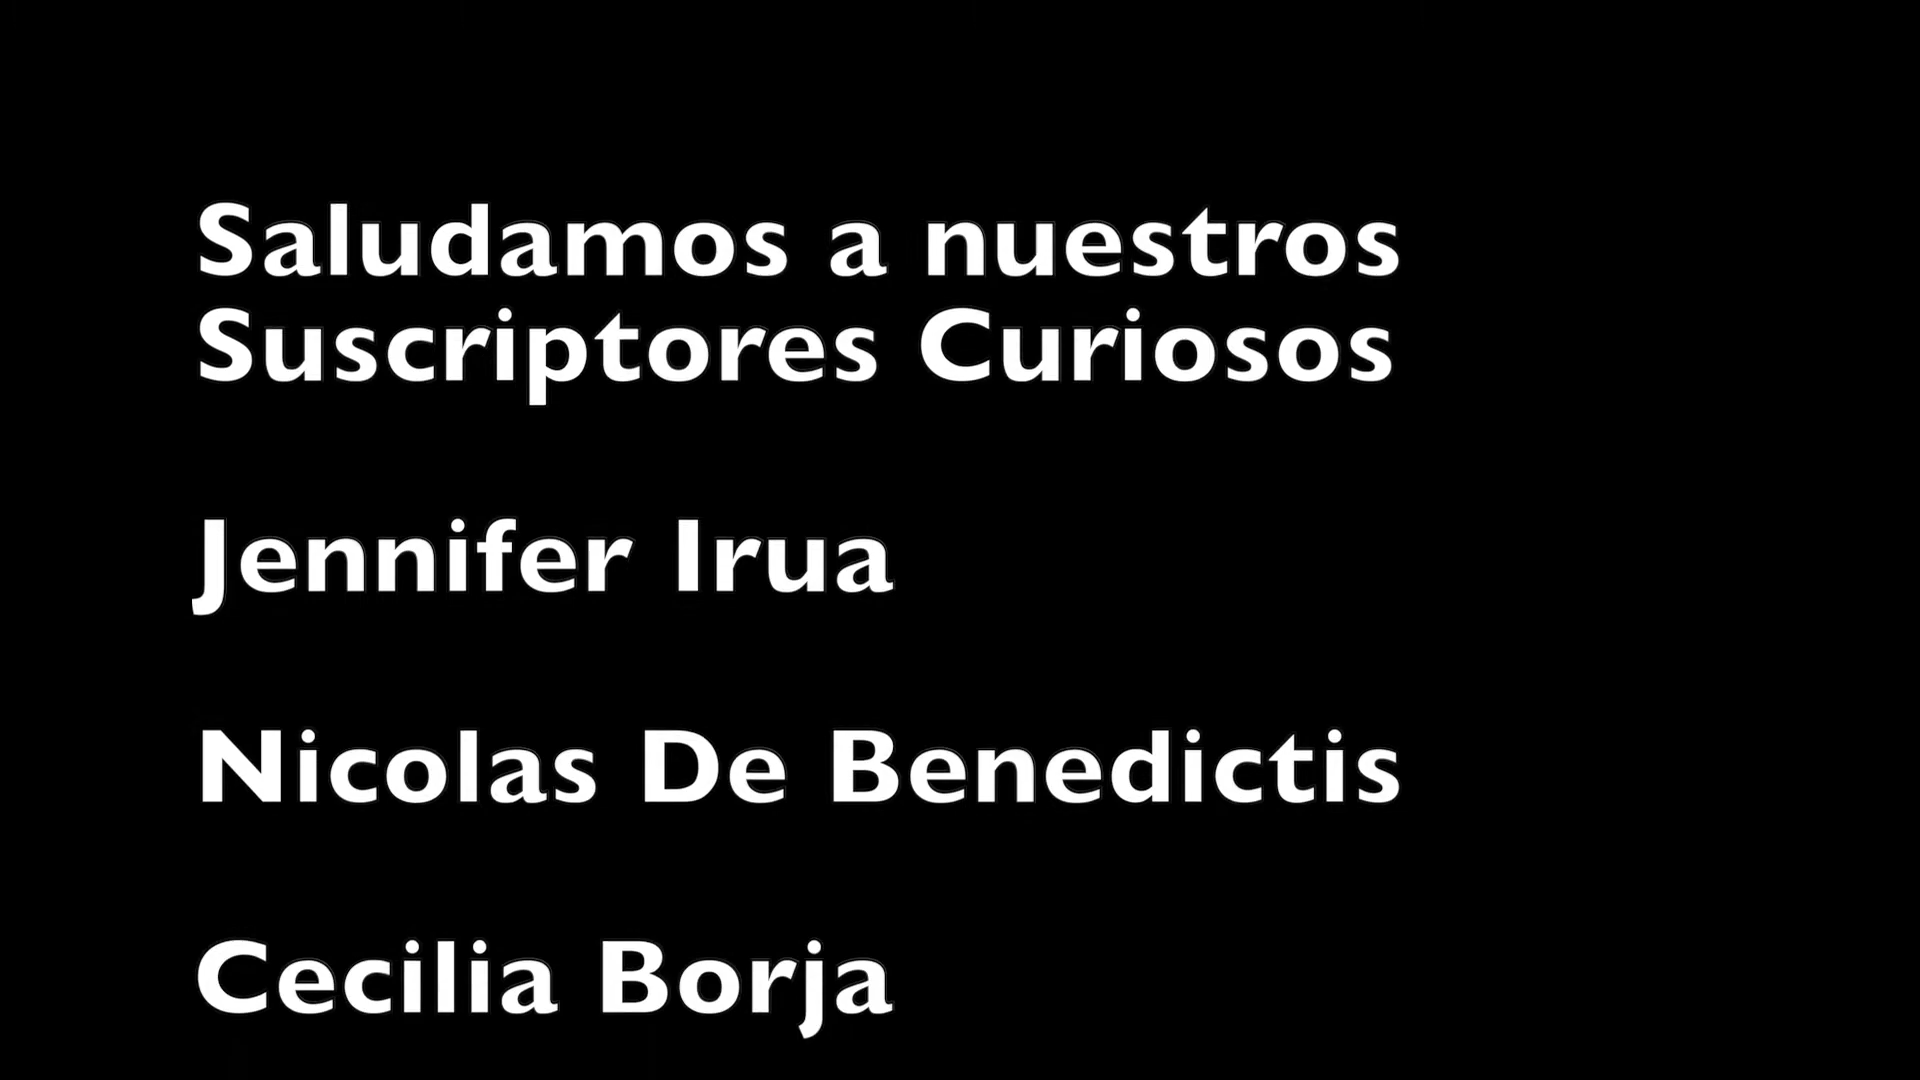 Saludamos a nuestros
Suscriptores Curiosos
Jennifer Irua
Nicolas De Benedictis
Cecilia Borja